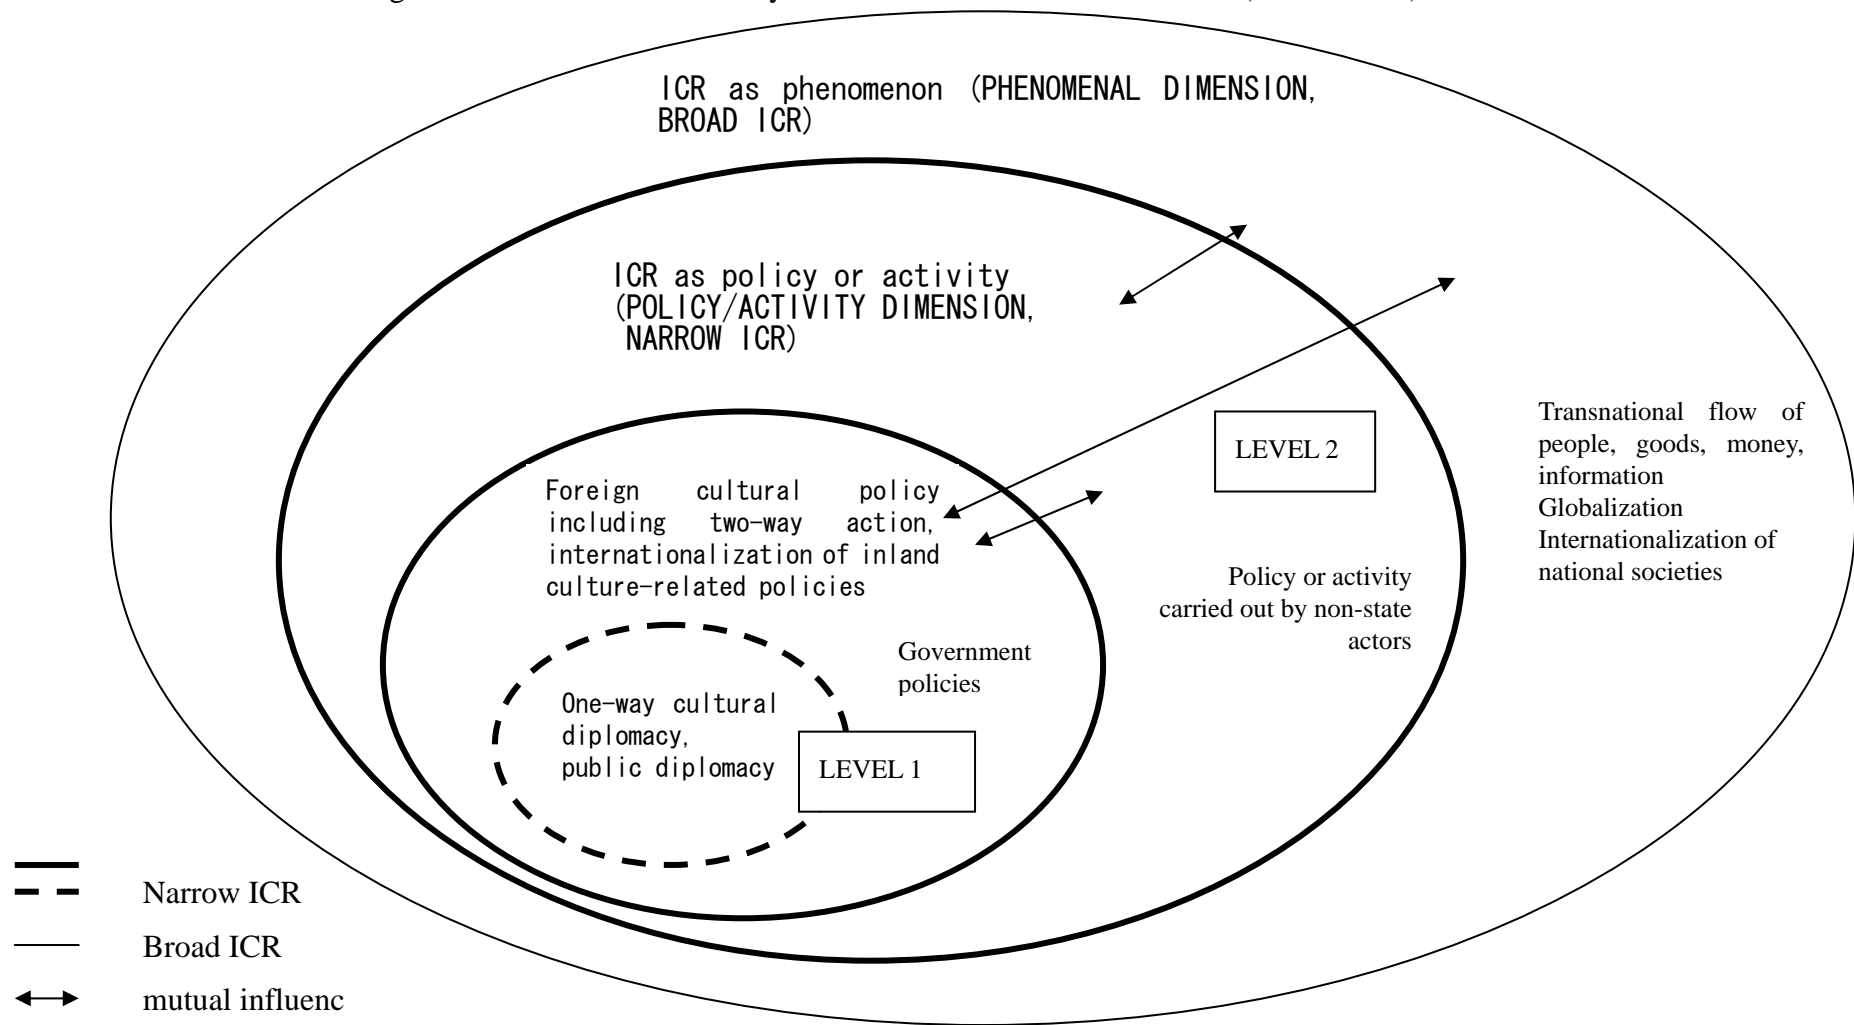 ICR as phenomenon (PHENOMENAL DIMENSION,
BROAD ICR)
ICR as policy or activity
(POLICY/ACTIVITY DIMENSION,
NARROW ICR)
Transnational flow of
people, goods, money,
information
Globalization
Internationalization of
national societies
LEVEL 2
Foreign cultural policy
including two-way action,
internationalization of inland
culture-related policies
Policy or activity
carried out by non-state
actors
Government
policies
One-way cultural
diplomacy,
public diplomacy
LEVEL 1
Narrow ICR
Broad ICR
mutual influenc